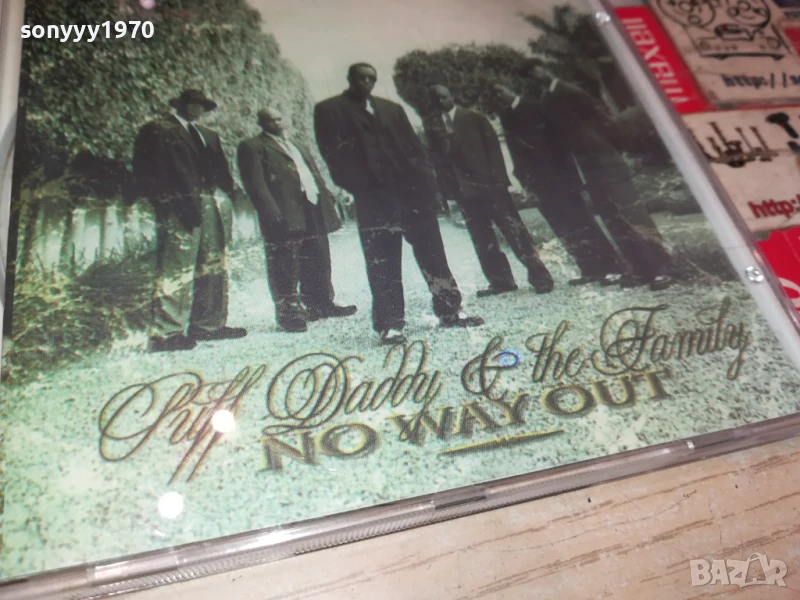 sonyyy1970
maxell
http://
http:
Puff Daddy & the Family
NO WAY OUT
BAZAR